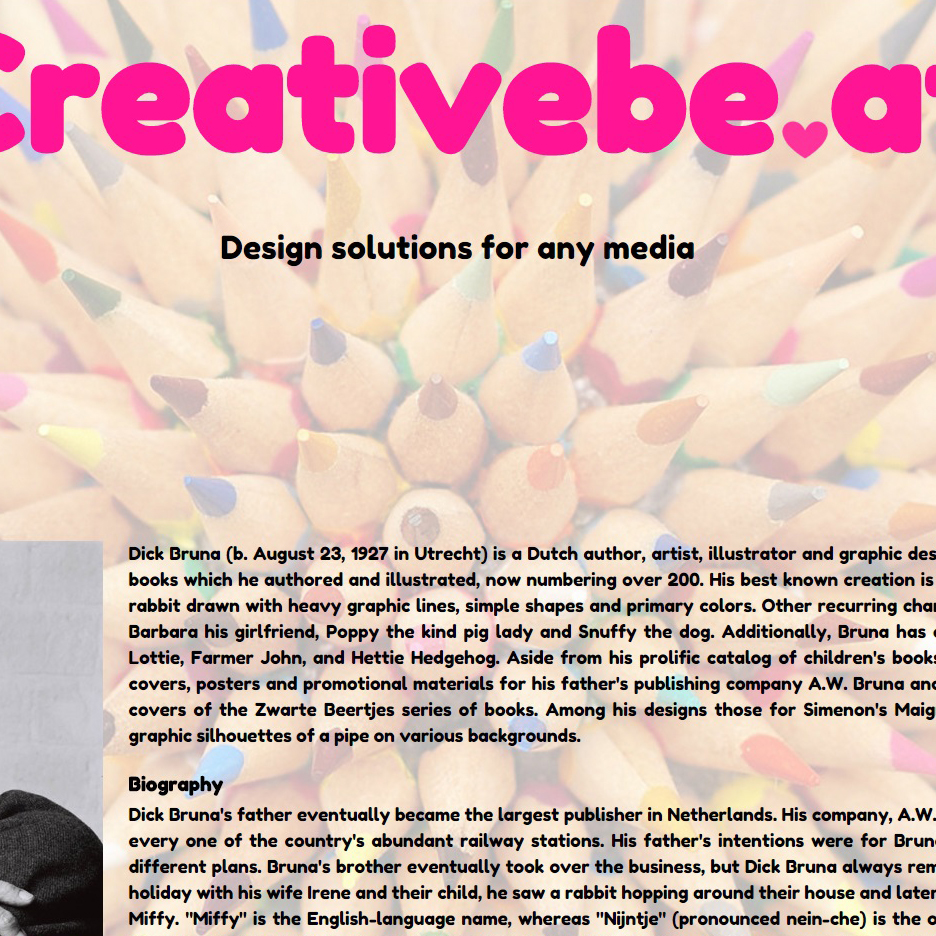 Creativebe.at
Design solutions for any media
Dick Bruna (b. August 23, 1927 in Utrecht) is a Dutch author, artist, illustrator and graphic des
books which he authored and illustrated, now numbering over 200. His best known creation is
rabbit drawn with heavy graphic lines, simple shapes and primary colors. Other recurring char
Barbara his girlfriend, Poppy the kind pig lady and Snuffy the dog. Additionally, Bruna has
Lottie, Farmer John, and Hettie Hedgehog. Aside from his prolific catalog of children's books
covers, posters and promotional materials for his father's publishing company A.W. Bruna and
covers of the Zwarte Beertjes series of books. Among his designs those for Simenon's Maig
graphic silhouettes of a pipe on various backgrounds.
Biography
Dick Bruna's father eventually became the largest publisher in Netherlands. His company, A.W.
every one of the country's abundant railway stations. His father's intentions were for Brun
different plans. Bruna's brother eventually took over the business, but Dick Bruna always rem
holiday with his wife Irene and their child, he saw a rabbit hopping around their house and later
Miffy. "Miffy" is the English-language name, whereas "Nijntje" (pronounced nein-che) is the o